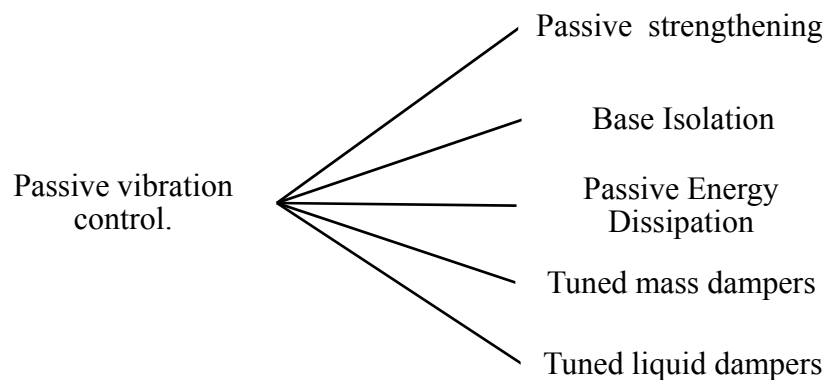 Passive strengthening
Base Isolation
Passive vibration
control.
Passive Energy
Dissipation
Tuned mass dampers
Tuned liquid dampers